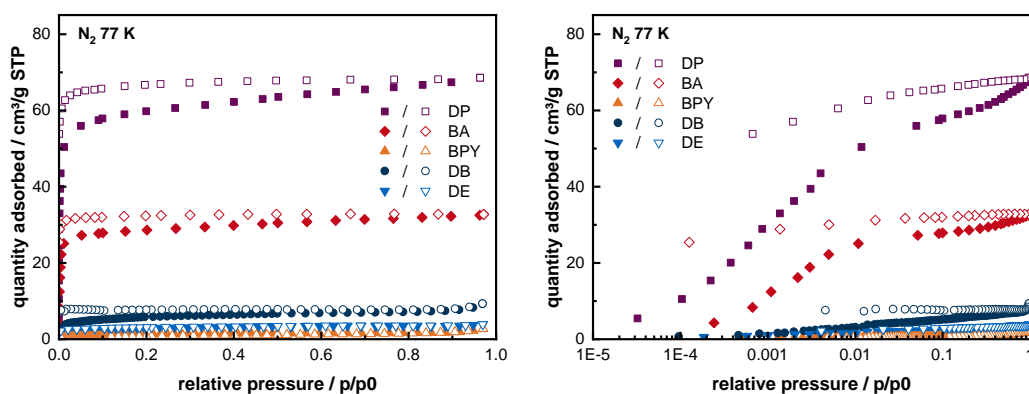 N₂ 77 K
80
60
40
20
0
0.0 0.2 0.4 0.6 0.8 1.0
quantity adsorbed / cm³/g STP
relative pressure / p/p0
/ DP
/ BA
/ BPY
/ DB
/ DE
N₂ 77 K
/ DP
/ BA
/ BPY
/ DB
/ DE
80
60
40
20
0
1E-5 1E-4 0.001 0.01 0.1 1
quantity adsorbed / cm³/g STP
relative pressure / p/p0